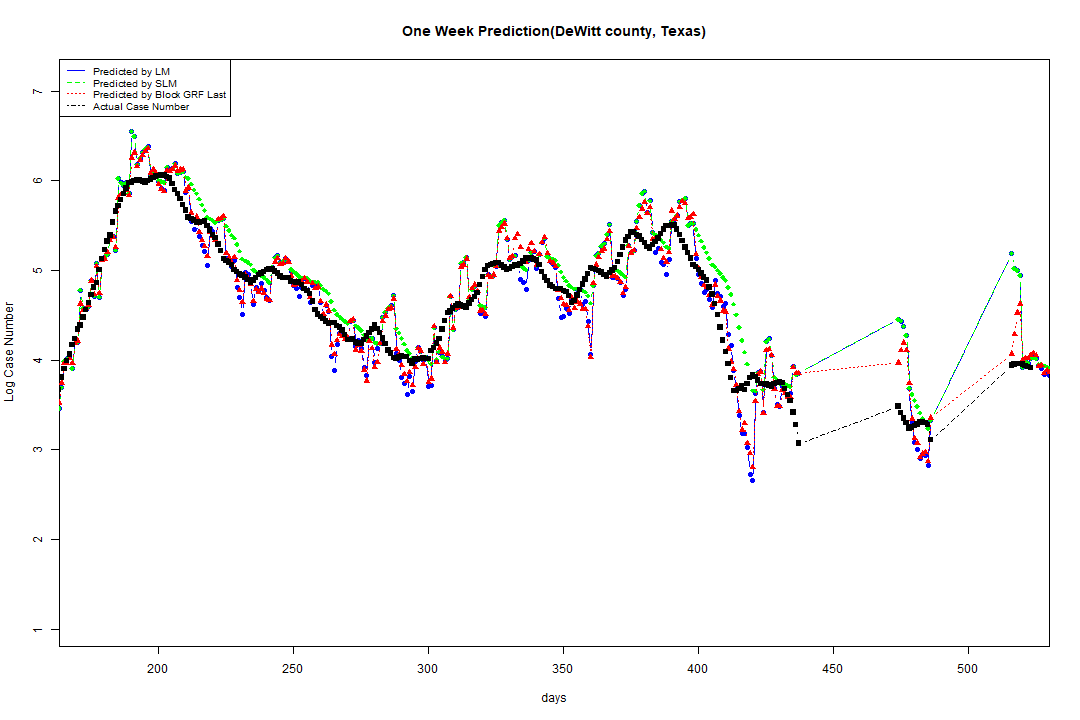 One Week Prediction(DeWitt county, Texas)
Predicted by LM
Predicted by SLM
Predicted by Block GRF Last
Actual Case Number
7
6
5
4
3
2
1
Log Case Number
200 250 300 350 400 450 500
days